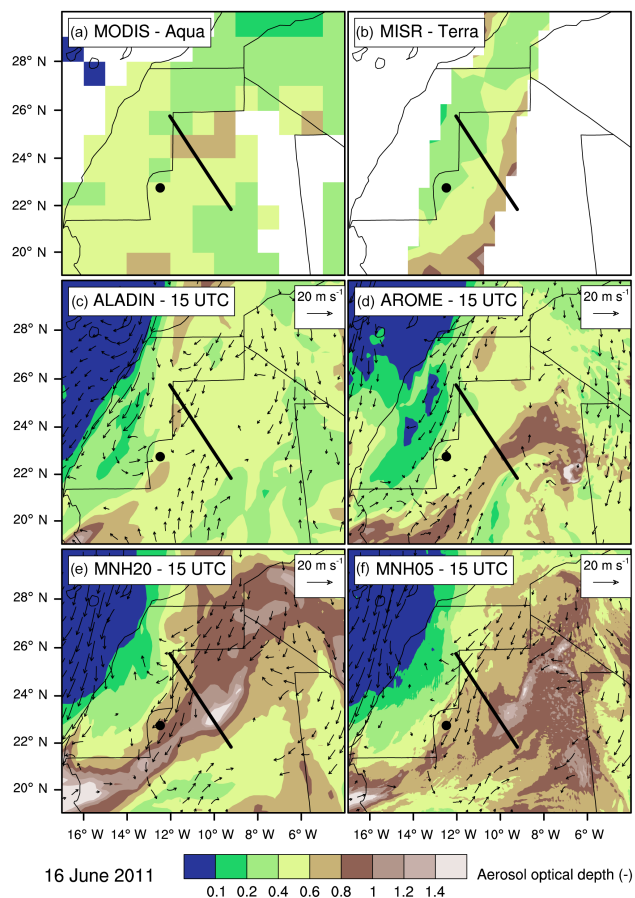 (a) MODIS - Aqua
(b) MISR - Terra
28° N
26° N
24° N
22° N
20° N
(c) ALADIN - 15 UTC
20 m s-1
(d) AROME - 15 UTC
20 m s-1
28° N
26° N
24° N
22° N
20° N
(e) MNH20 - 15 UTC
20 m s-1
(f) MNH05 - 15 UTC
20 m s-1
28° N
26° N
24° N
22° N
20° N
16° W 14° W 12° W 10° W 8° W 6° W
16° W 14° W 12° W 10° W 8° W 6° W
16 June 2011
0.1 0.2 0.4 0.6 0.8 1 1.2 1.4
Aerosol optical depth (-)